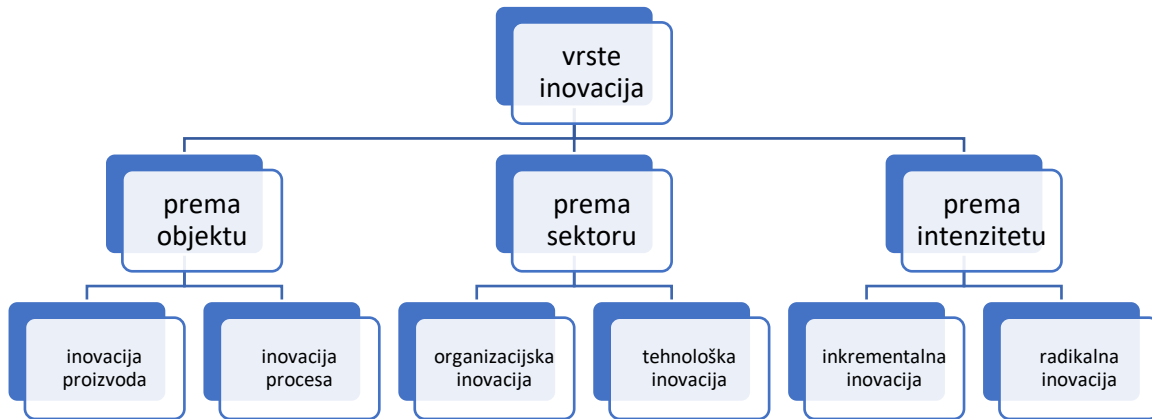 vrste
inovacija
prema
objektu
prema
sektoru
prema
intenzitetu
inovacija
proizvoda
inovacija
procesa
organizacijska
inovacija
tehnološka
inovacija
inkrementalna
inovacija
radikalna
inovacija